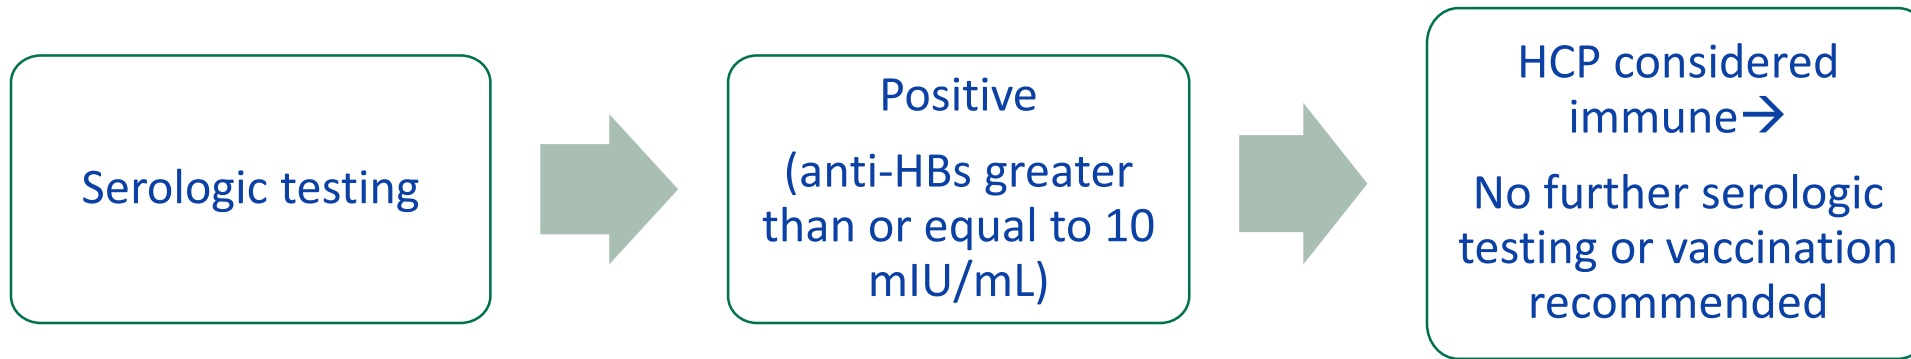 Serologic testing
Positive
(anti-HBs greater
than or equal to 10
mIU/mL)
HCP considered
immune→
No further serologic
testing or vaccination
recommended